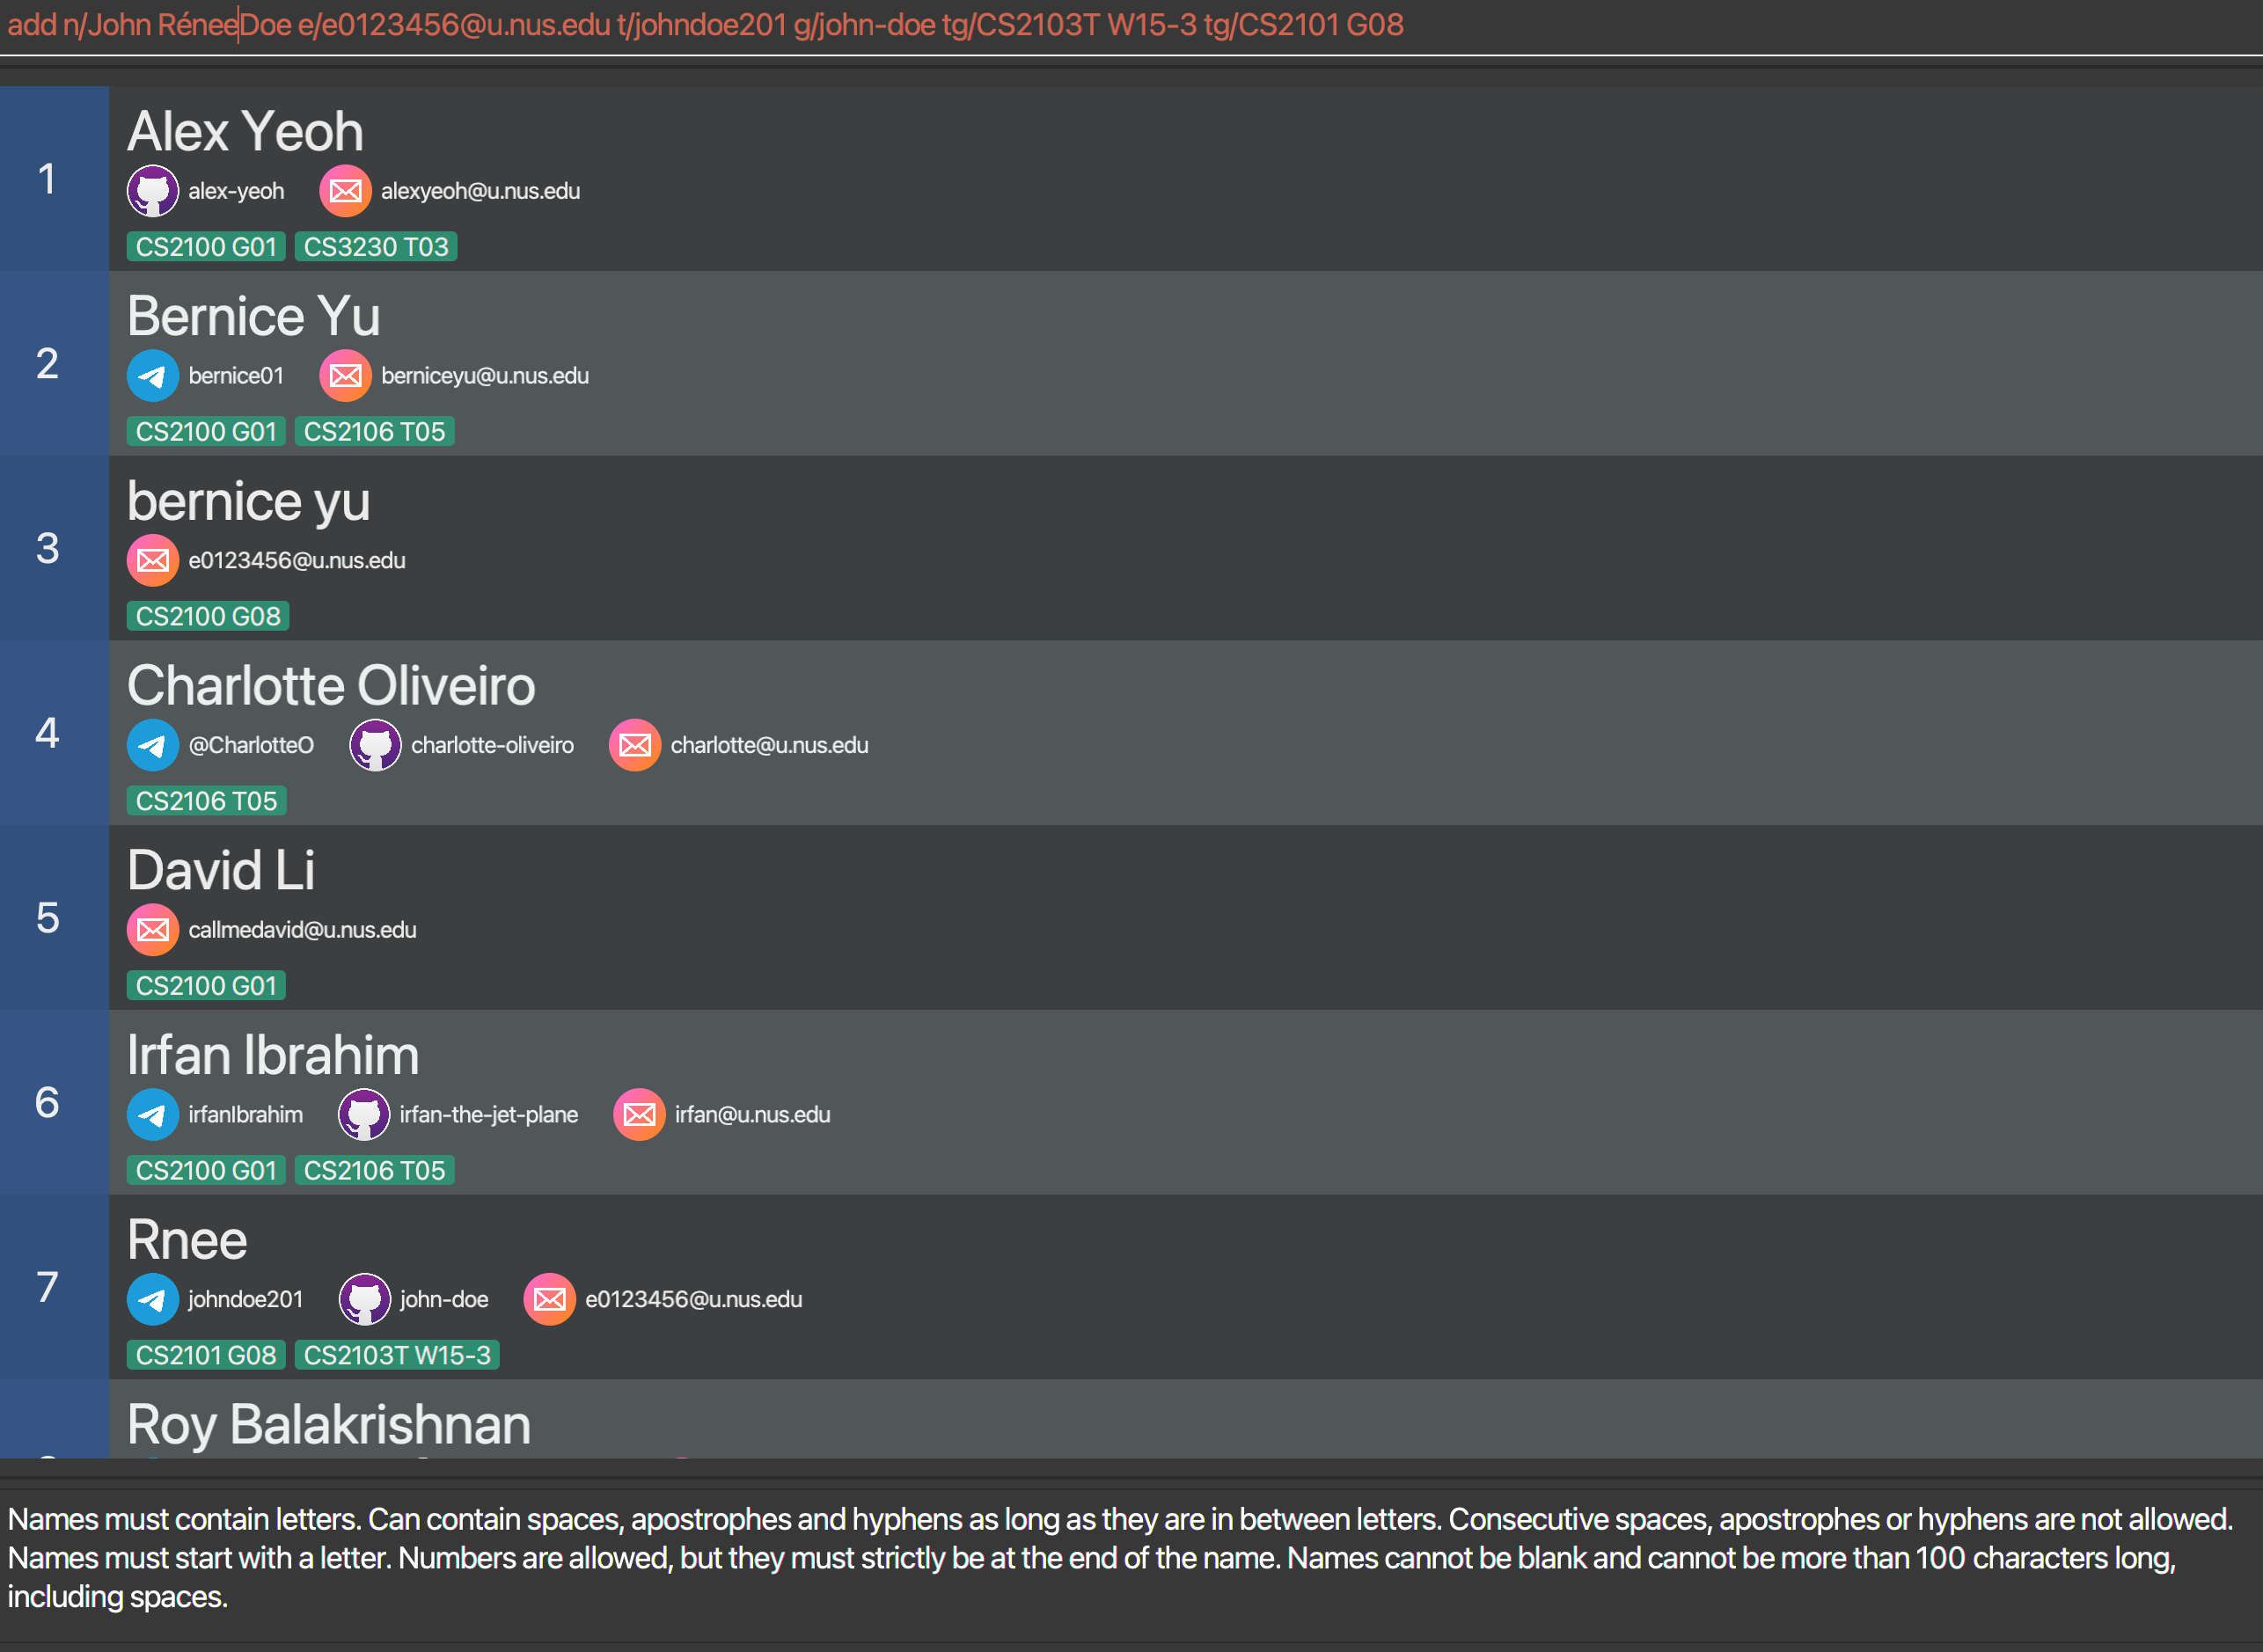 add n/John Rénee Doe e/e0123456@u.nus.edu t/johndoe201 g/john-doe tg/CS2103T W15-3 tg/CS2101 G08
1
Alex Yeoh
alex-yeoh alexyeoh@u.nus.edu
CS2100 G01 CS3230 T03
2
Bernice Yu
bernice01 berniceyu@u.nus.edu
CS2100 G01 CS2106 T05
3
bernice yu
e0123456@u.nus.edu
CS2100 G08
4
Charlotte Oliveiro
@CharlotteO charlotte-oliveiro charlotte@u.nus.edu
CS2106 T05
5
David Li
callmedavid@u.nus.edu
CS2100 G01
6
Irfan Ibrahim
irfanIbrahim irfan-the-jet-plane irfan@u.nus.edu
CS2100 G01 CS2106 T05
7
Rnee
johndoe201 john-doe e0123456@u.nus.edu
CS2101 G08 CS2103T W15-3
Roy Balakrishnan
Names must contain letters. Can contain spaces, apostrophes and hyphens as long as they are in between letters. Consecutive spaces, apostrophes or hyphens are not allowed.
Names must start with a letter. Numbers are allowed, but they must strictly be at the end of the name. Names cannot be blank and cannot be more than 100 characters long,
including spaces.